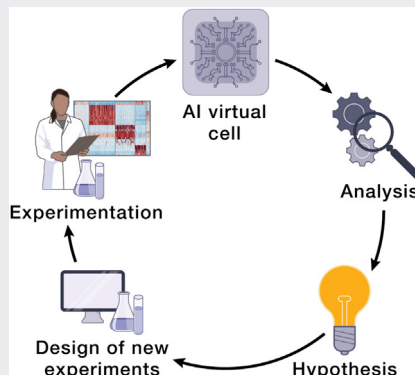 AI virtual
cell
Analysis
Experimentation
Design of new
experiments
Hypothesis